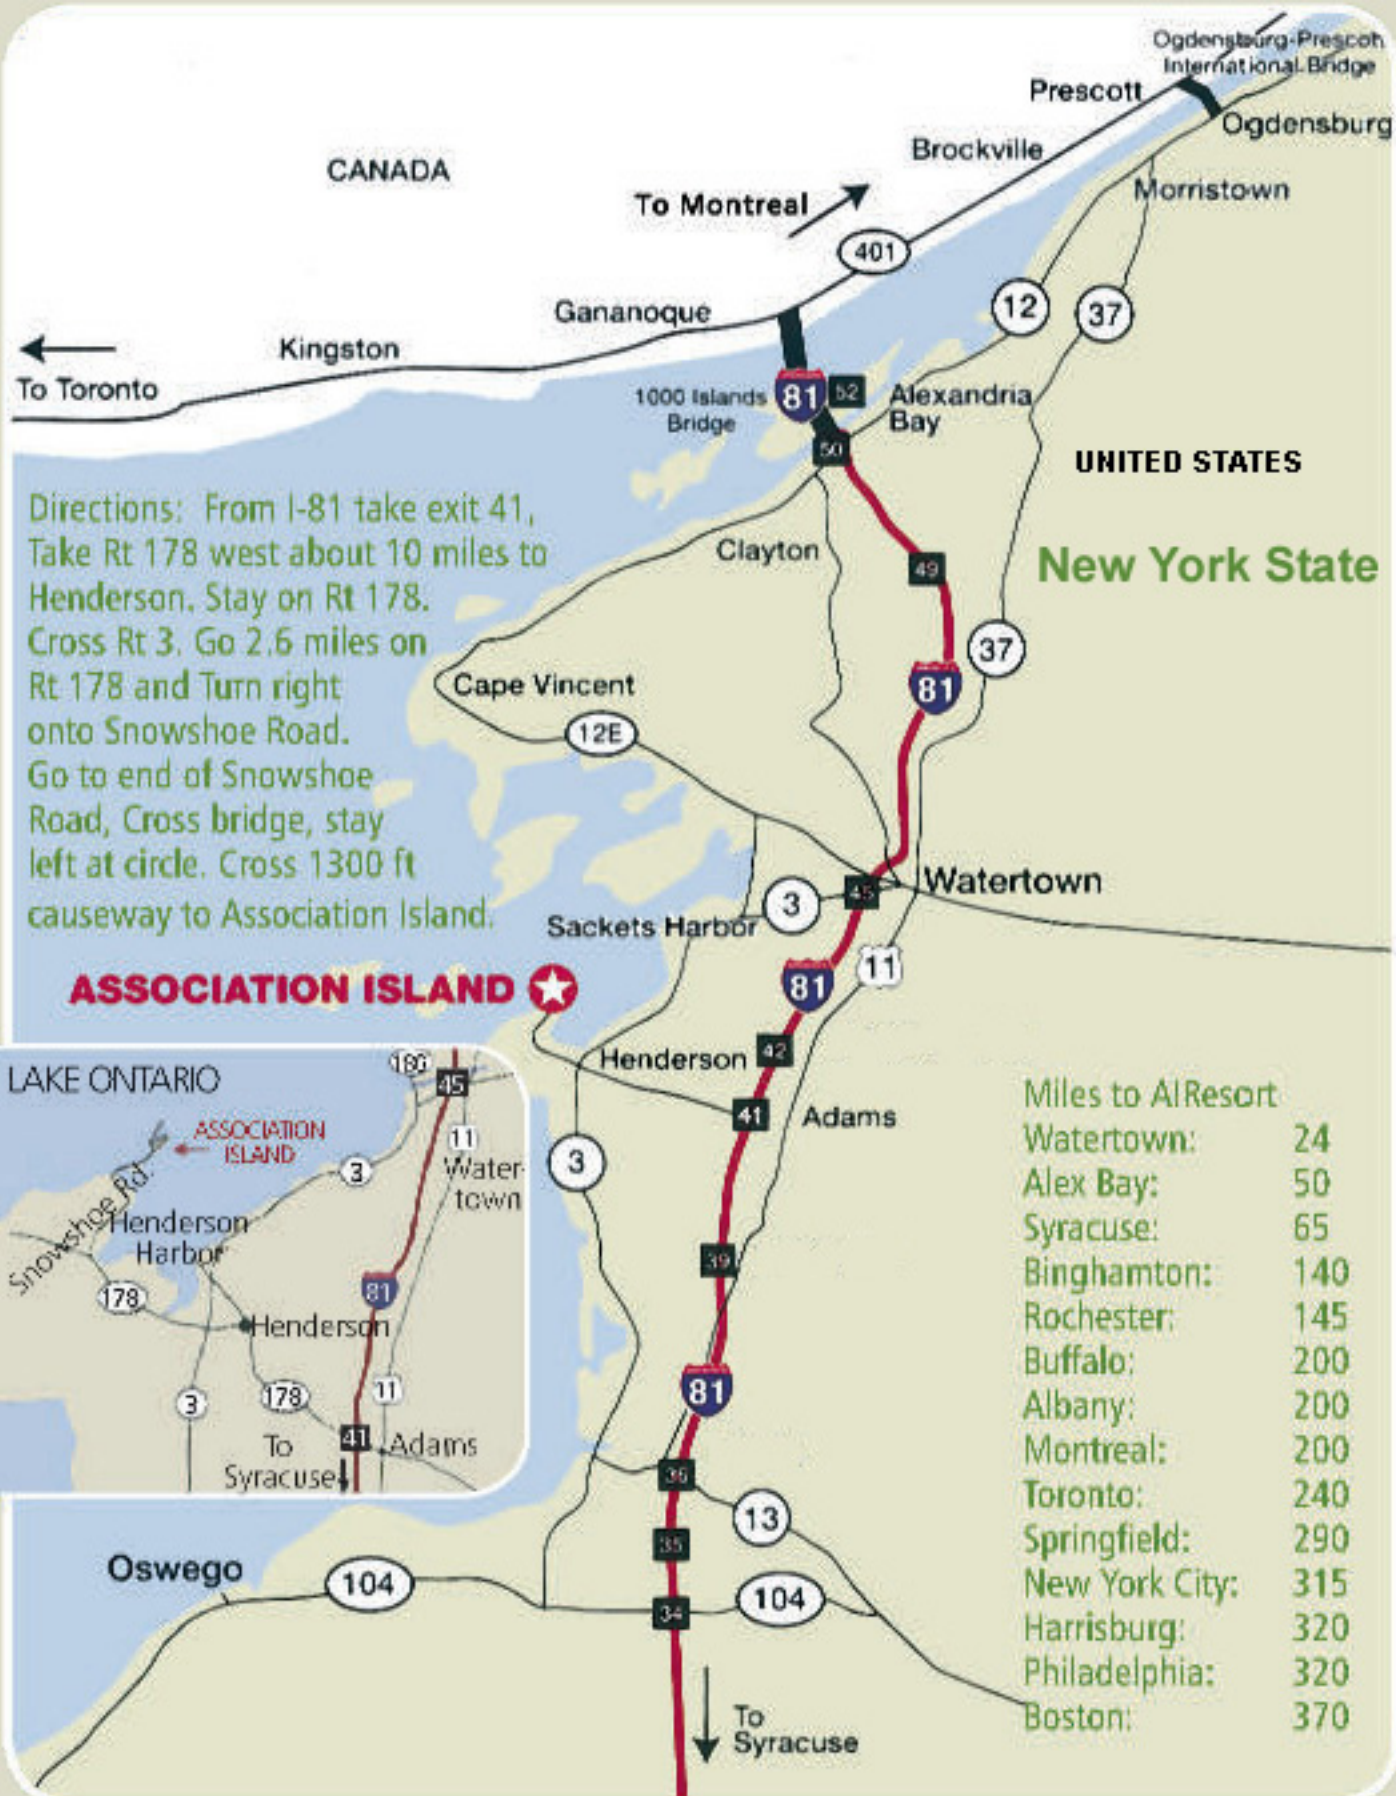 Ogdensburg-Prescott
International Bridge
Prescott
Ogdensburg
Brockville
CANADA
Morristown
To Montreal
401
12
37
Gananoque
Kingston
To Toronto
1000 Islands
Bridge
81
52
Alexandria
Bay
50
UNITED STATES
Directions: From I-81 take exit 41,
Take Rt 178 west about 10 miles to
Henderson. Stay on Rt 178.
Cross Rt 3. Go 2.6 miles on
Rt 178 and Turn right
onto Snowshoe Road.
Go to end of Snowshoe
Road, Cross bridge, stay
left at circle. Cross 1300 ft
causeway to Association Island.
Clayton
49
New York State
37
81
Cape Vincent
12E
45
Watertown
3
Sackets Harbor
11
81
ASSOCIATION ISLAND
Henderson
42
41
Adams
3
39
81
36
13
35
34
104
104
Oswego
To
Syracuse
LAKE ONTARIO
180
45
ASSOCIATION
ISLAND
11
3
Water-
town
Snowshoe Rd.
Henderson
Harbor
178
81
Henderson
3
178
11
41
Adams
To
Syracuse
Miles to AIResort
Watertown: 24
Alex Bay: 50
Syracuse: 65
Binghamton: 140
Rochester: 145
Buffalo: 200
Albany: 200
Montreal: 200
Toronto: 240
Springfield: 290
New York City: 315
Harrisburg: 320
Philadelphia: 320
Boston: 370